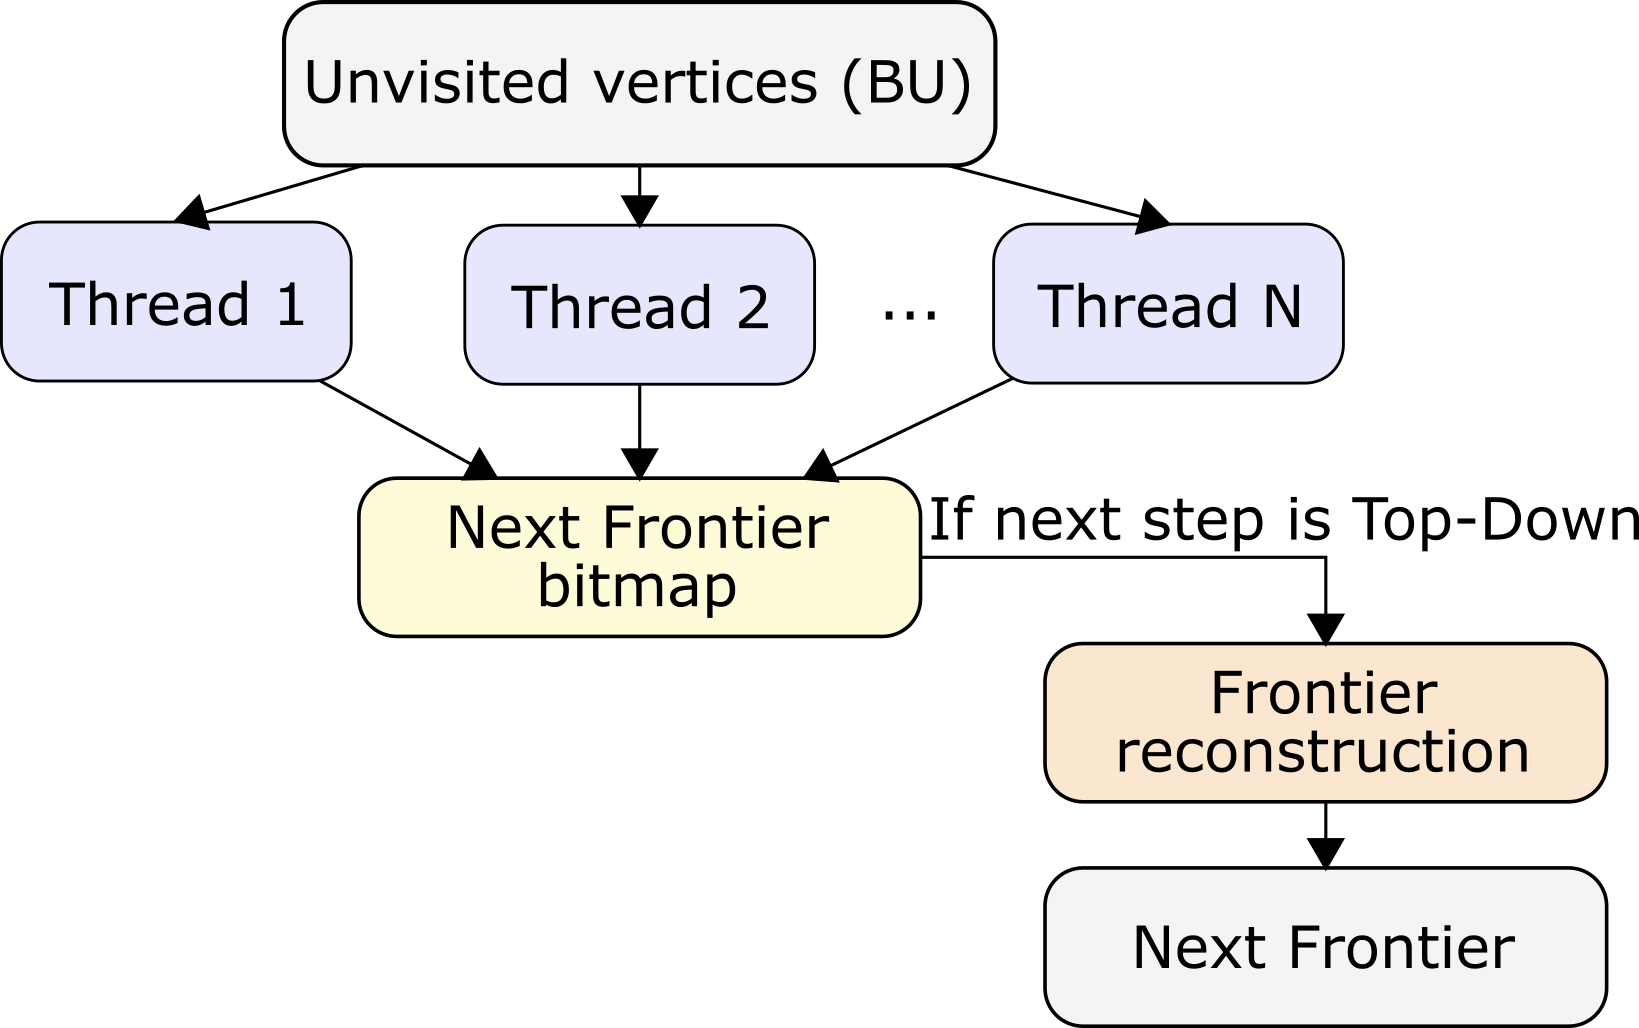 Unvisited vertices (BU)
Thread 1
Thread 2
...
Thread N
Next Frontier
bitmap
If next step is Top-Down
Frontier
reconstruction
Next Frontier